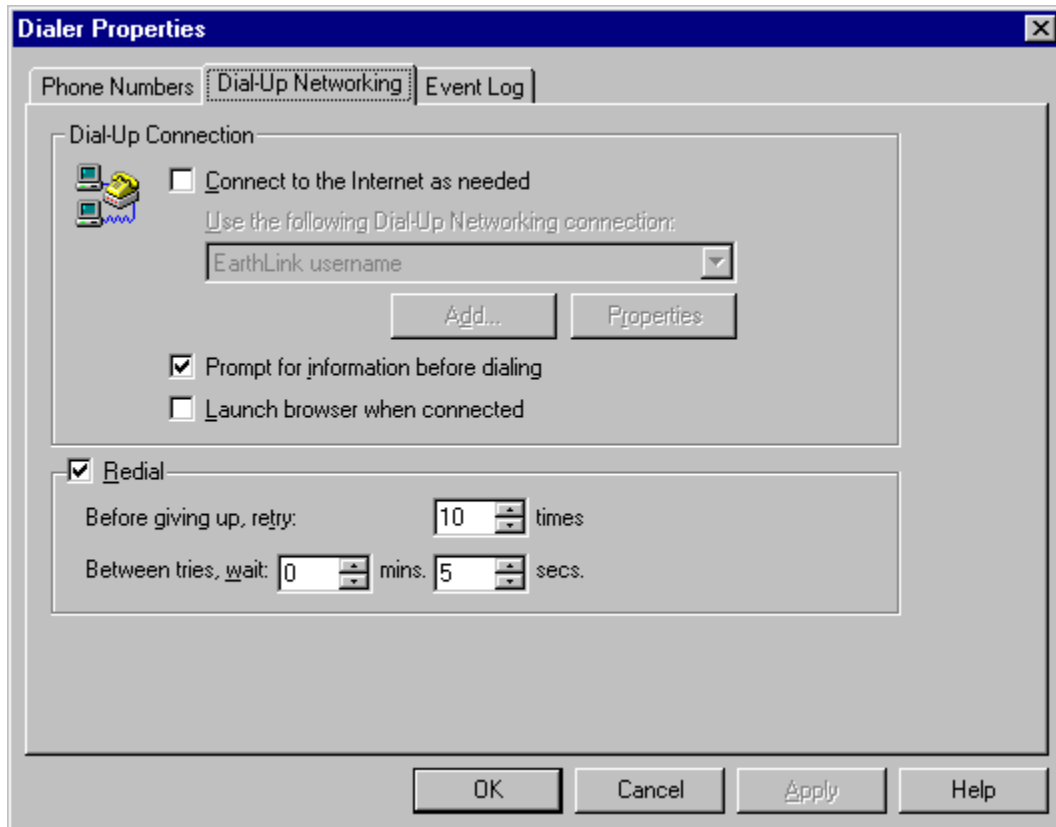 Dialer Properties
Phone Numbers Dial-Up Networking Event Log
Dial-Up Connection
Connect to the Internet as needed
Use the following Dial-Up Networking connection:
EarthLink username
Add... Properties
Prompt for information before dialing
Launch browser when connected
Redial
Before giving up, retry: 10 times
Between tries, wait: 0 mins. 5 secs.
OK Cancel Apply Help